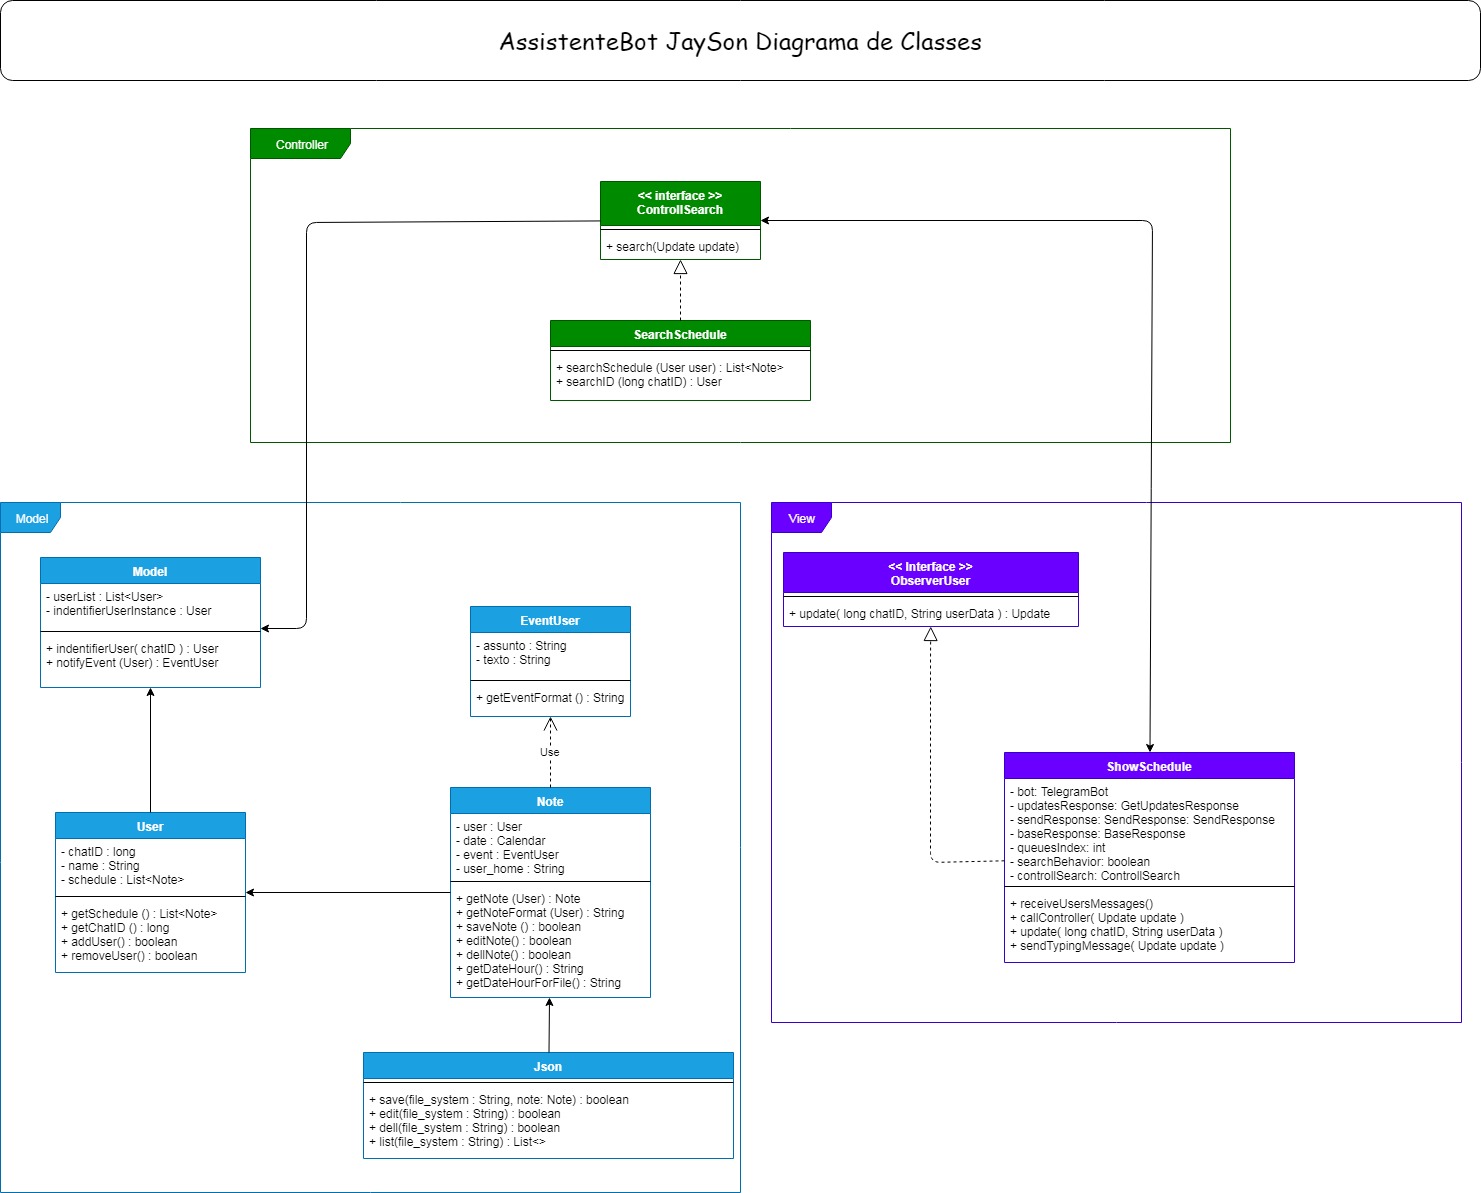 AssistenteBot JaySon Diagrama de Classes
Controller
<< interface >>
ControllSearch
+ search(Update update)
SearchSchedule
+ searchSchedule (User user) : List<Note>
+ searchID (long chatID) : User
Model
Model
- userList : List<User>
- indentifierUserInstance : User
+ indentifierUser( chatID ) : User
+ notifyEvent (User) : EventUser
EventUser
- assunto : String
- texto : String
+ getEventFormat () : String
Use
User
- chatID : long
- name : String
- schedule : List<Note>
+ getSchedule () : List<Note>
+ getChatID () : long
+ addUser() : boolean
+ removeUser() : boolean
Note
- user : User
- date : Calendar
- event : EventUser
- user_home : String
+ getNote (User) : Note
+ getNoteFormat (User) : String
+ saveNote () : boolean
+ editNote() : boolean
+ dellNote() : boolean
+ getDateHour() : String
+ getDateHourForFile() : String
Json
+ save(file_system : String, note: Note) : boolean
+ edit(file_system : String) : boolean
+ dell(file_system : String) : boolean
+ list(file_system : String) : List<>
View
<< Interface >>
ObserverUser
+ update( long chatID, String userData ) : Update
ShowSchedule
- bot: TelegramBot
- updatesResponse: GetUpdatesResponse
- sendResponse: SendResponse: SendResponse
- baseResponse: BaseResponse
- queuesIndex: int
- searchBehavior: boolean
- controllSearch: ControllSearch
+ receiveUsersMessages()
+ callController( Update update )
+ update( long chatID, String userData )
+ sendTypingMessage( Update update )